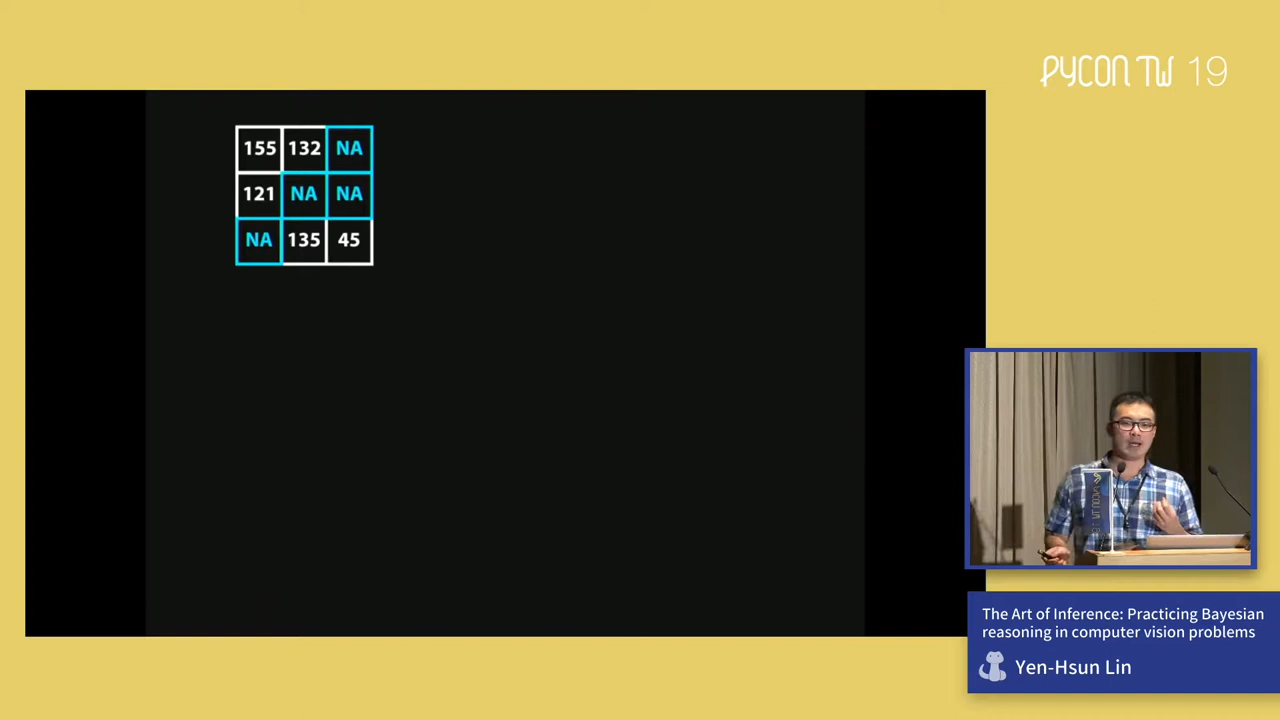 PYCON TW 19
155 132 NA
121 NA NA
NA 135 45
The Art of Inference: Practicing Bayesian
reasoning in computer vision problems
Yen-Hsun Lin